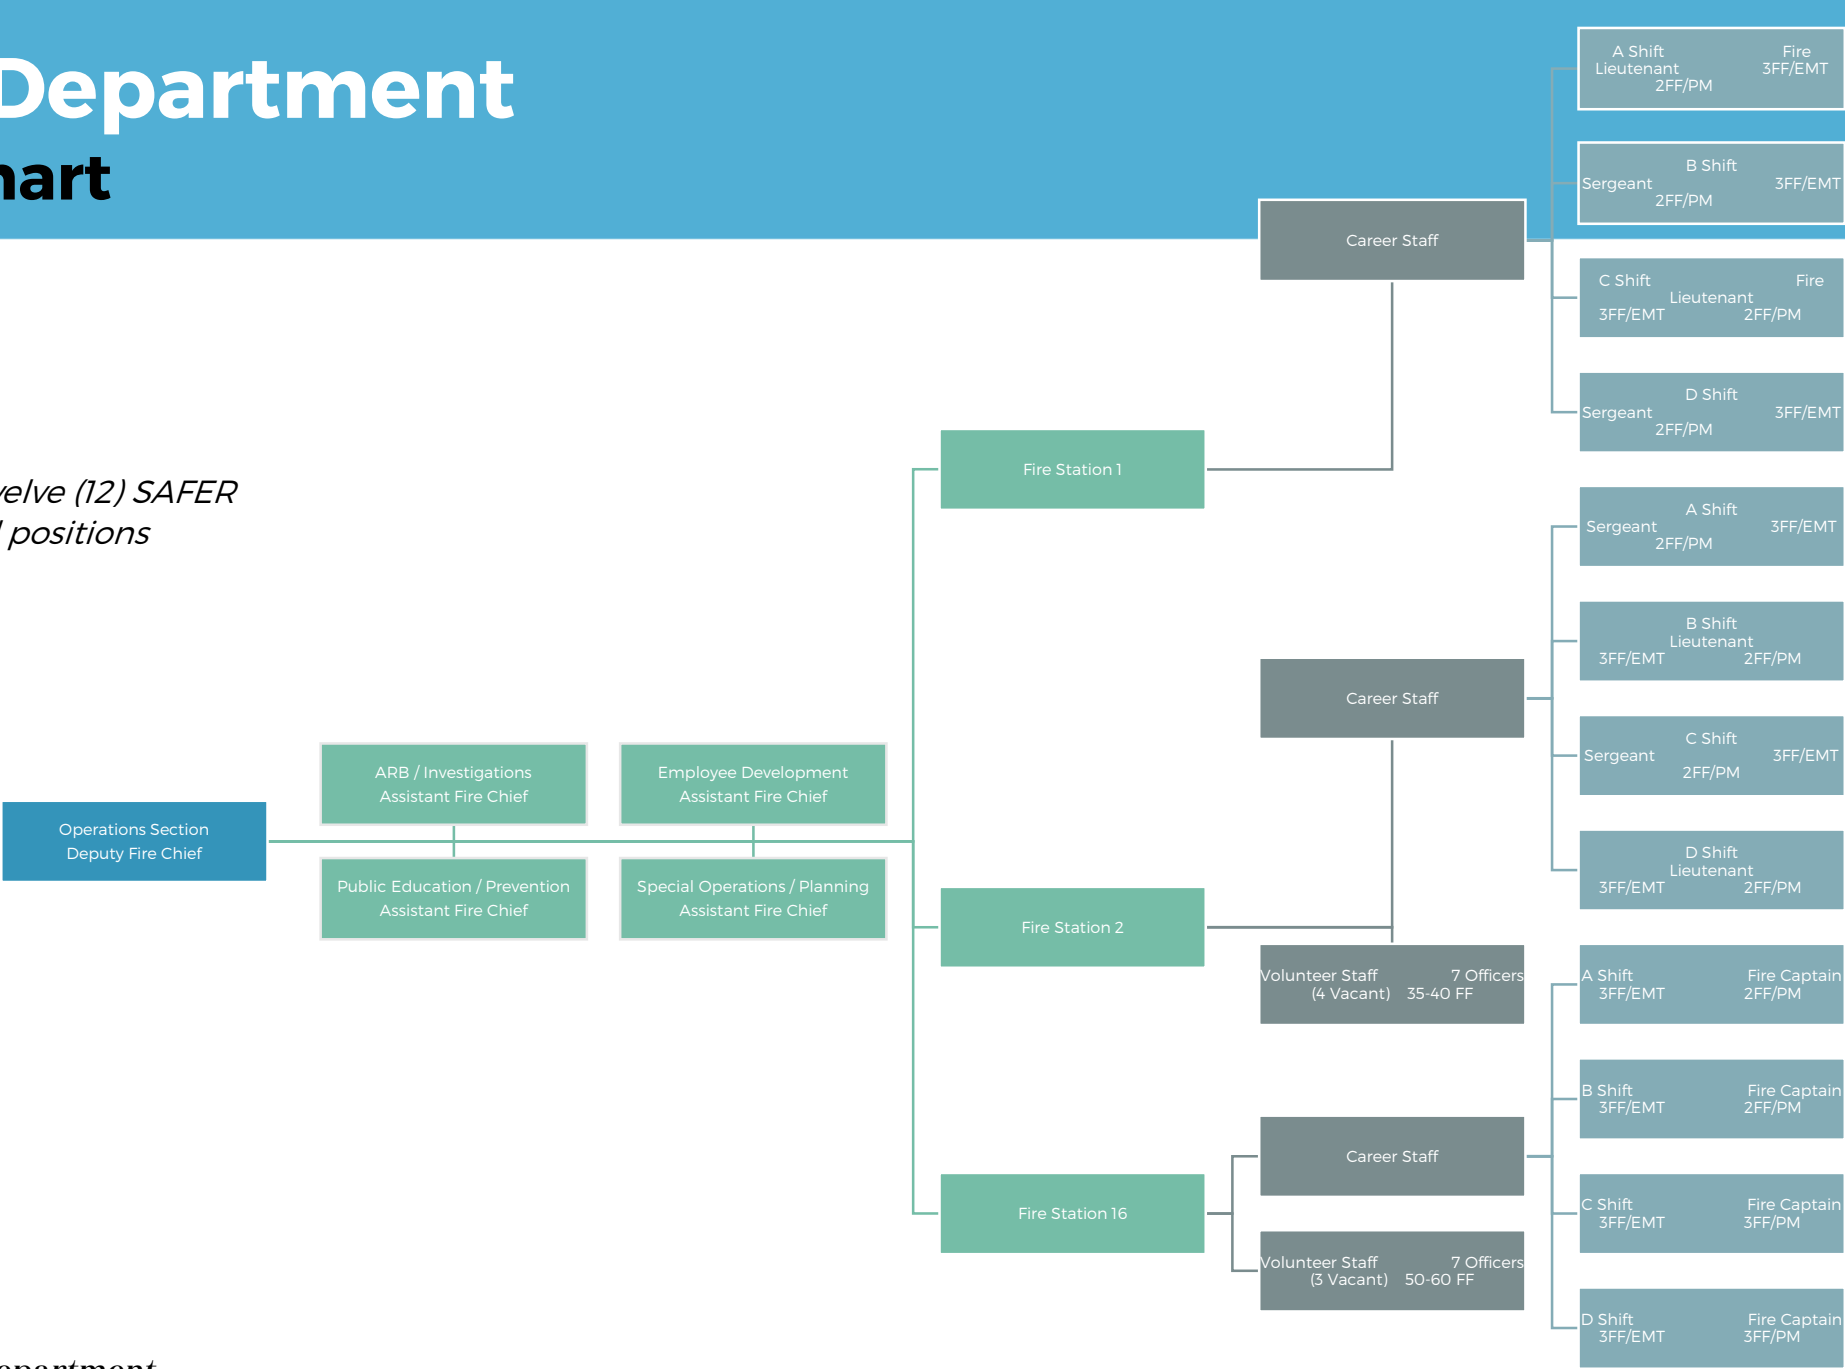 Department
A Shift Fire
Lieutenant 3FF/EMT
2FF/PM
B Shift
Sergeant 3FF/EMT
2FF/PM
Career Staff
C Shift Fire
Lieutenant
3FF/EMT 2FF/PM
D Shift
Sergeant 3FF/EMT
2FF/PM
Fire Station 1
(12) SAFER
positions
A Shift
Sergeant 3FF/EMT
2FF/PM
B Shift
Lieutenant
3FF/EMT 2FF/PM
Career Staff
C Shift
Sergeant 3FF/EMT
2FF/PM
D Shift
Lieutenant
3FF/EMT 2FF/PM
ARB / Investigations
Assistant Fire Chief
Employee Development
Assistant Fire Chief
Operations Section
Deputy Fire Chief
Public Education / Prevention
Assistant Fire Chief
Special Operations / Planning
Assistant Fire Chief
Fire Station 2
Volunteer Staff 7 Officers
(4 Vacant) 35-40 FF
A Shift Fire Captain
3FF/EMT 2FF/PM
B Shift Fire Captain
3FF/EMT 2FF/PM
Career Staff
Fire Station 16
C Shift Fire Captain
3FF/EMT 3FF/PM
Volunteer Staff 7 Officers
(3 Vacant) 50-60 FF
D Shift Fire Captain
3FF/EMT 3FF/PM